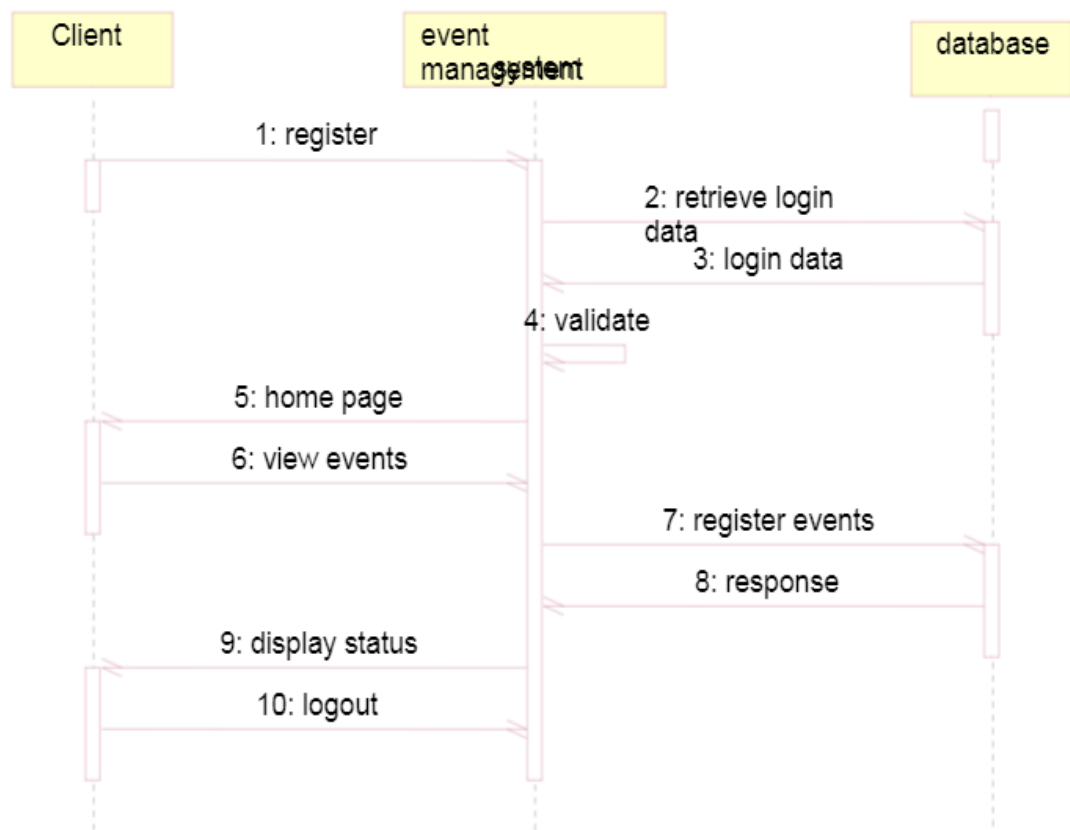 Client
event
management
system
database
1: register
2: retrieve login
data
3: login data
4: validate
5: home page
6: view events
7: register events
8: response
9: display status
10: logout